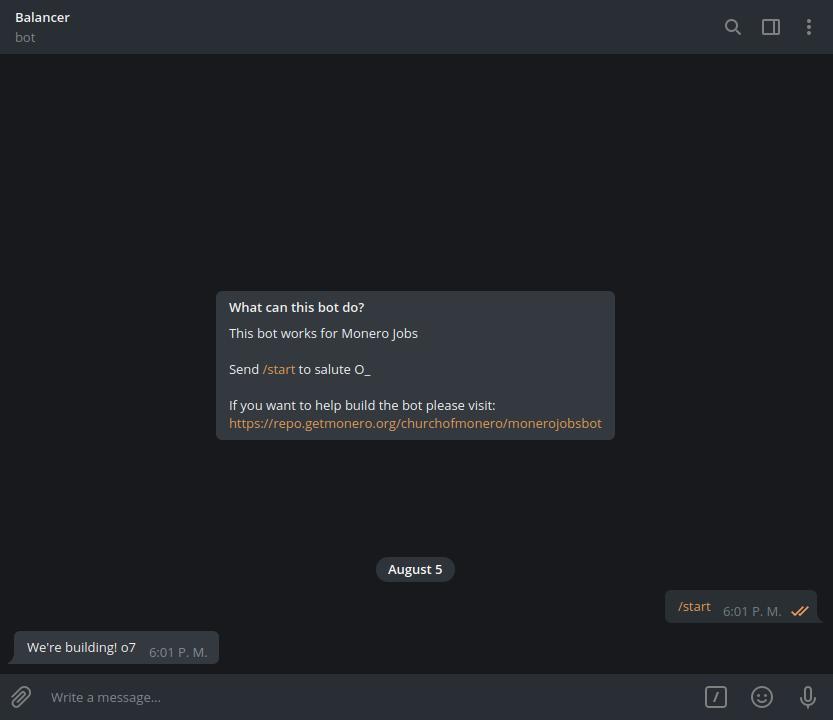 Balancer
bot
What can this bot do?
This bot works for Monero Jobs
Send /start to salute O_
If you want to help build the bot please visit:
https://repo.getmonero.org/churchofmonero/monerojobsbot
August 5
/start 6:01 P. M.
We're building! o7 6:01 P. M.
Write a message...